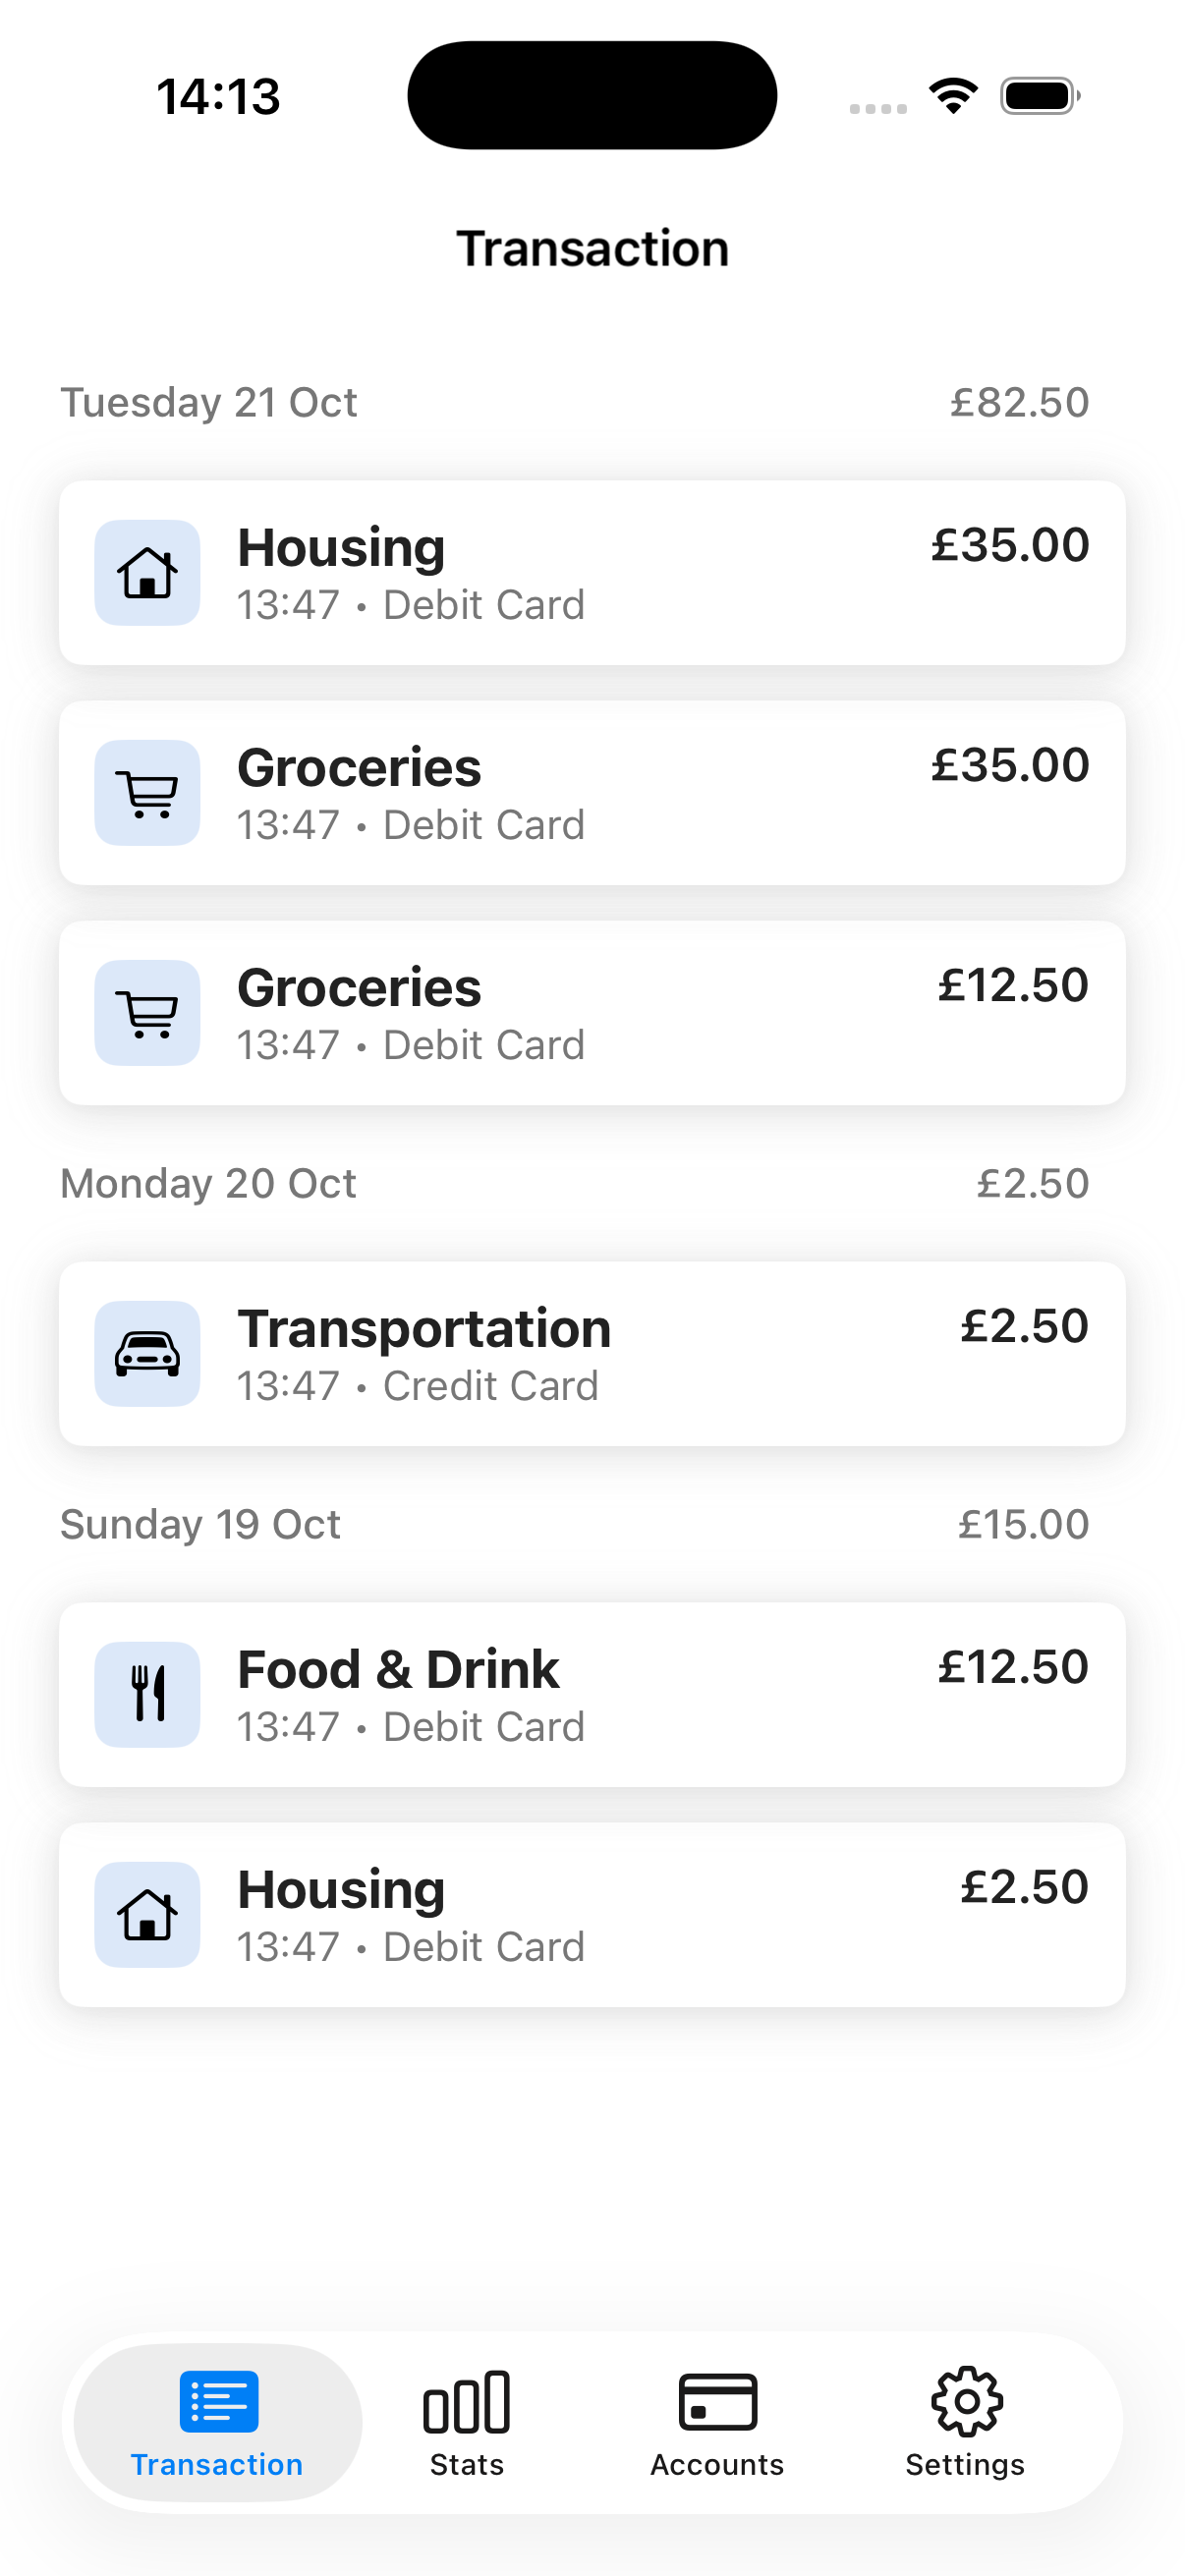 14:13
Transaction
Tuesday 21 Oct £82.50
Housing £35.00
13:47 • Debit Card
Groceries £35.00
13:47 • Debit Card
Groceries £12.50
13:47 • Debit Card
Monday 20 Oct £2.50
Transportation £2.50
13:47 • Credit Card
Sunday 19 Oct £15.00
Food & Drink £12.50
13:47 • Debit Card
Housing £2.50
13:47 • Debit Card
Transaction Stats Accounts Settings